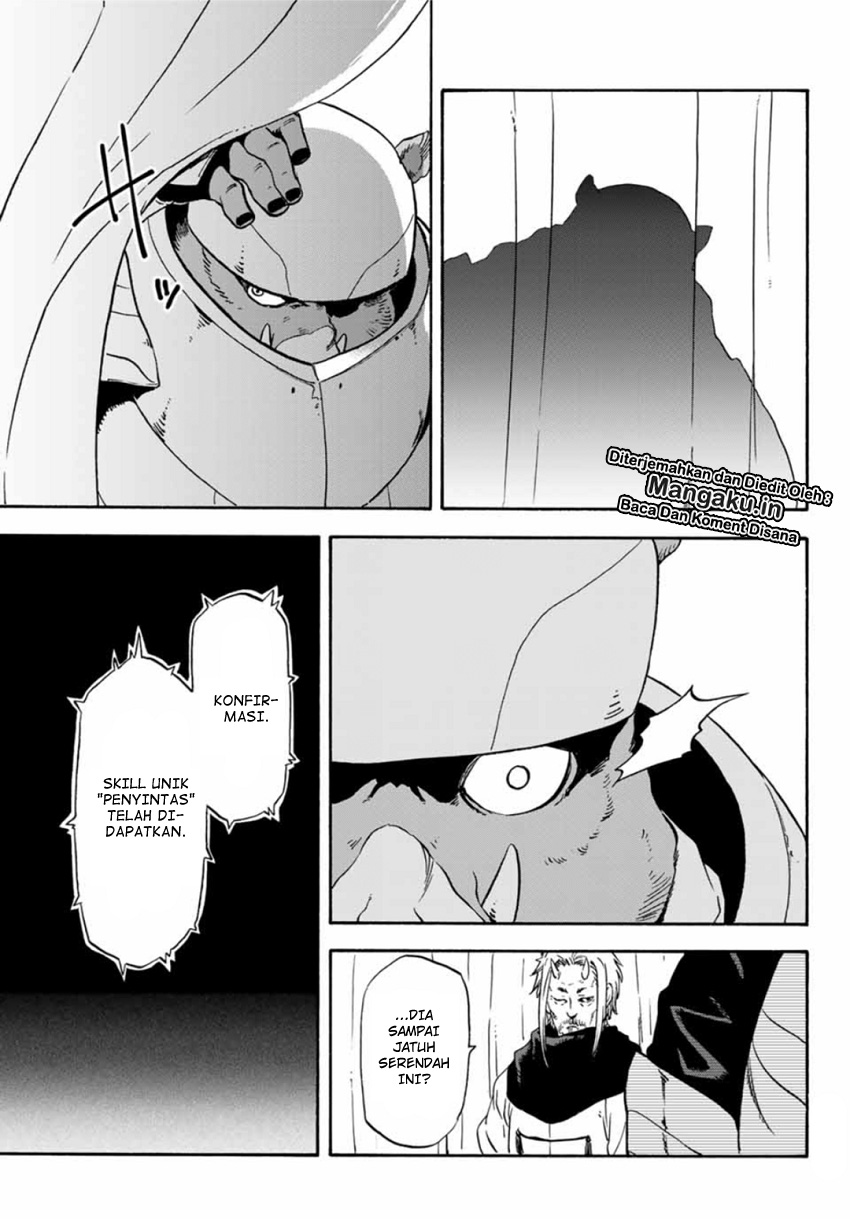 ッ
Diterjemahkan dan Diedit Oleh:
Mangaku.in
Baca Dan Koment Disana
KONFIR-
MASI.
SKILL UNIK
"PENYINTAS"
TELAH DI-
DAPATKAN.
...DIA
SAMPAI
JATUH
SERENDAH
INI?